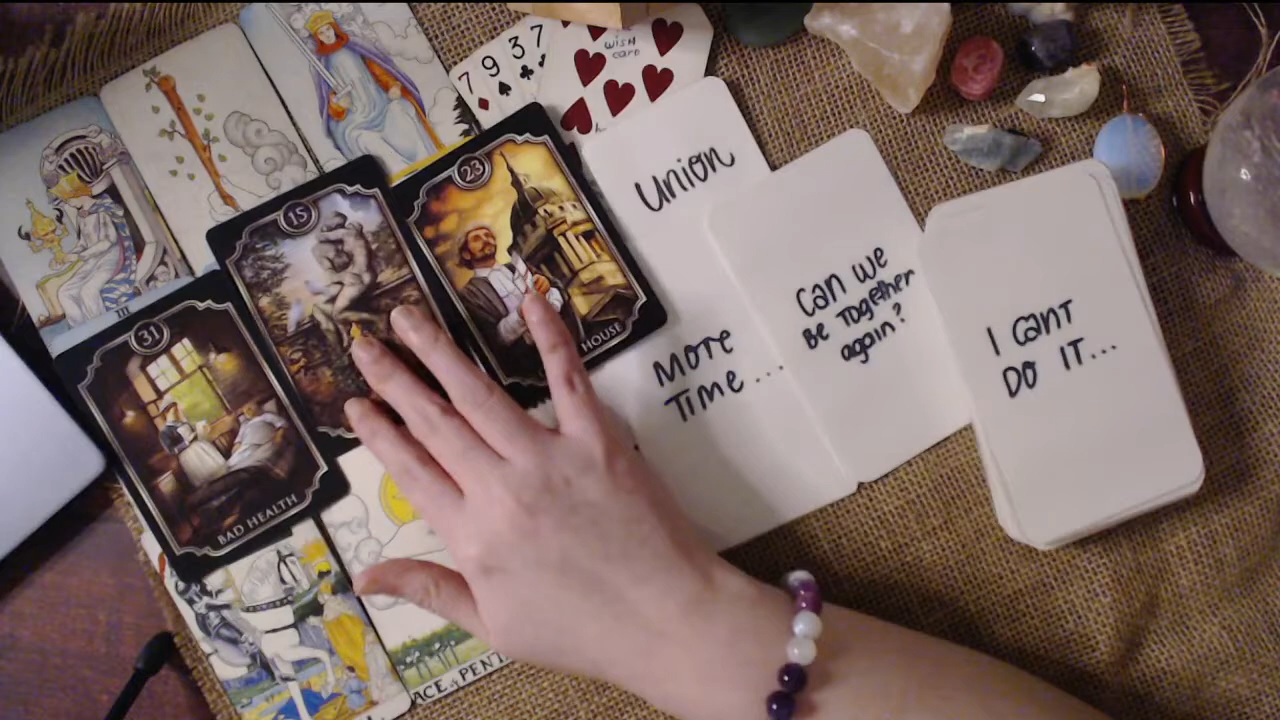 7 9 3 7
wish
card
15
23
31
HOUSE
BAD HEALTH
III
ACE of PENT
union
MORE
TIME...
CAN WE
BE TOGETHER
again?
I CANT
DO IT...